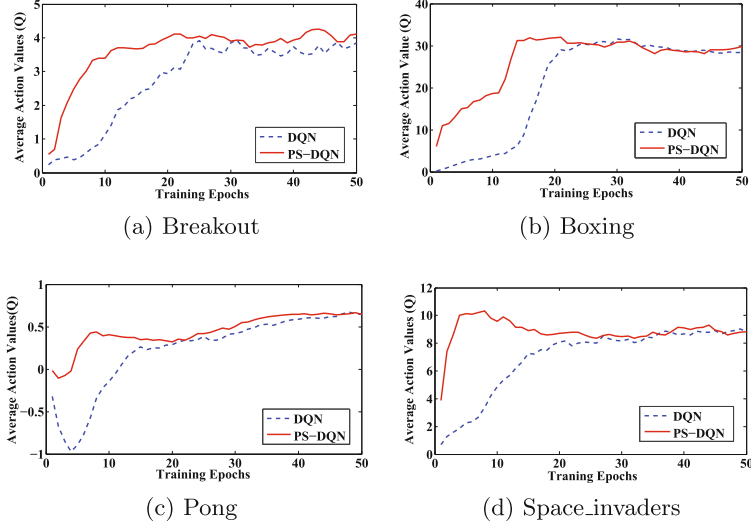 Average Action Values (Q)
5
4
3
2
1
0
0 10 20 30 40 50
Training Epochs
DQN
PS-DQN
(a) Breakout
Average Action Value (Q)
40
30
20
10
0
0 10 20 30 40 50
Training Epochs
DQN
PS-DQN
(b) Boxing
Average Action Values(Q)
1
0.5
0
-0.5
-1
0 10 20 30 40 50
Training Epochs
DQN
PS-DQN
(c) Pong
Average Action Values (Q)
12
10
8
6
4
2
0
0 10 20 30 40 50
Traning Epochs
DQN
PS-DQN
(d) Space_invaders